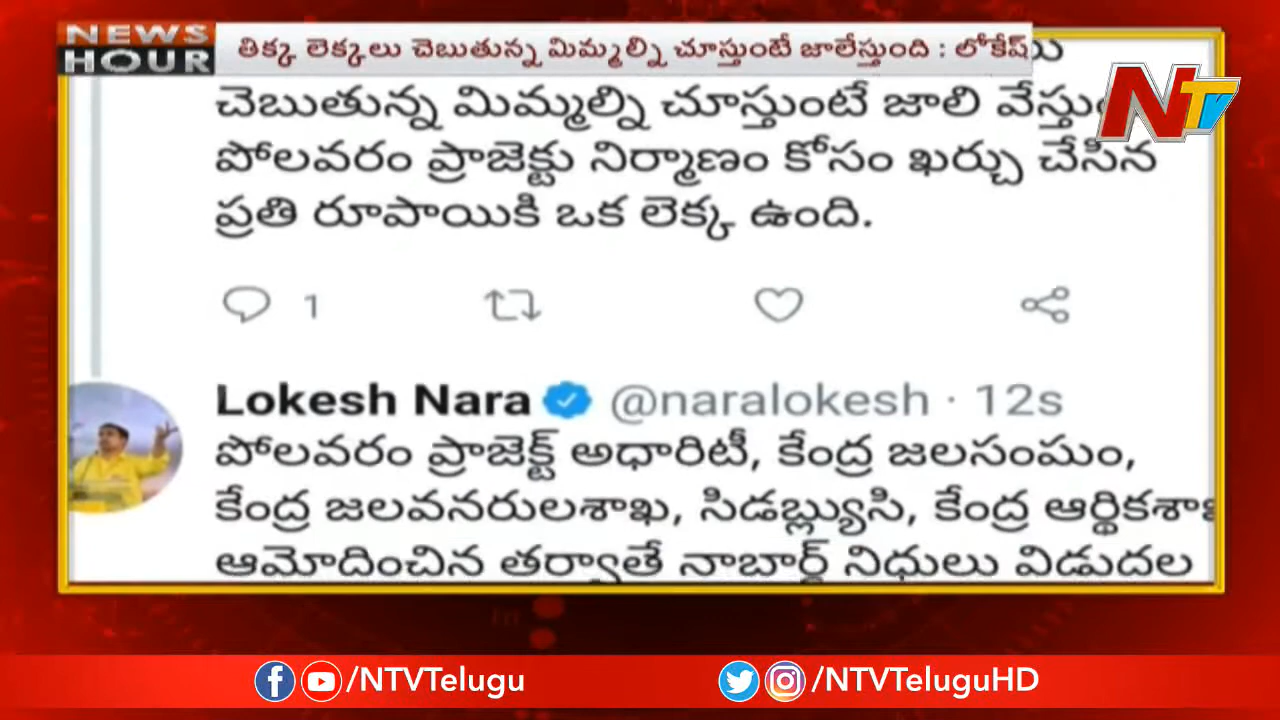 NEWS
HOUR
తిక్క లెక్కలు చెబుతున్న మిమ్మల్ని చూస్తుంటే జాలేస్తుంది : లోకేష్
NTV
చెబుతున్న మిమ్మల్ని చూస్తుంటే జాలి
పోలవరం ప్రాజెక్టు నిర్మాణం కోసం ఖర్చు చేసిన
ప్రతి రూపాయికి ఒక లెక్క ఉంది.
1
Lokesh Nara @naralokesh · 12s
పోలవరం ప్రాజెక్ట్ అధారిటీ, కేంద్ర జలసంఘం,
కేంద్ర జలవనరులశాఖ, సిడబ్ల్యుసి, కేంద్ర
ఆమోదించిన తర్వాతే నాబార్డ్ నిధులు విడుదల
/NTVTelugu
/NTVTeluguHD